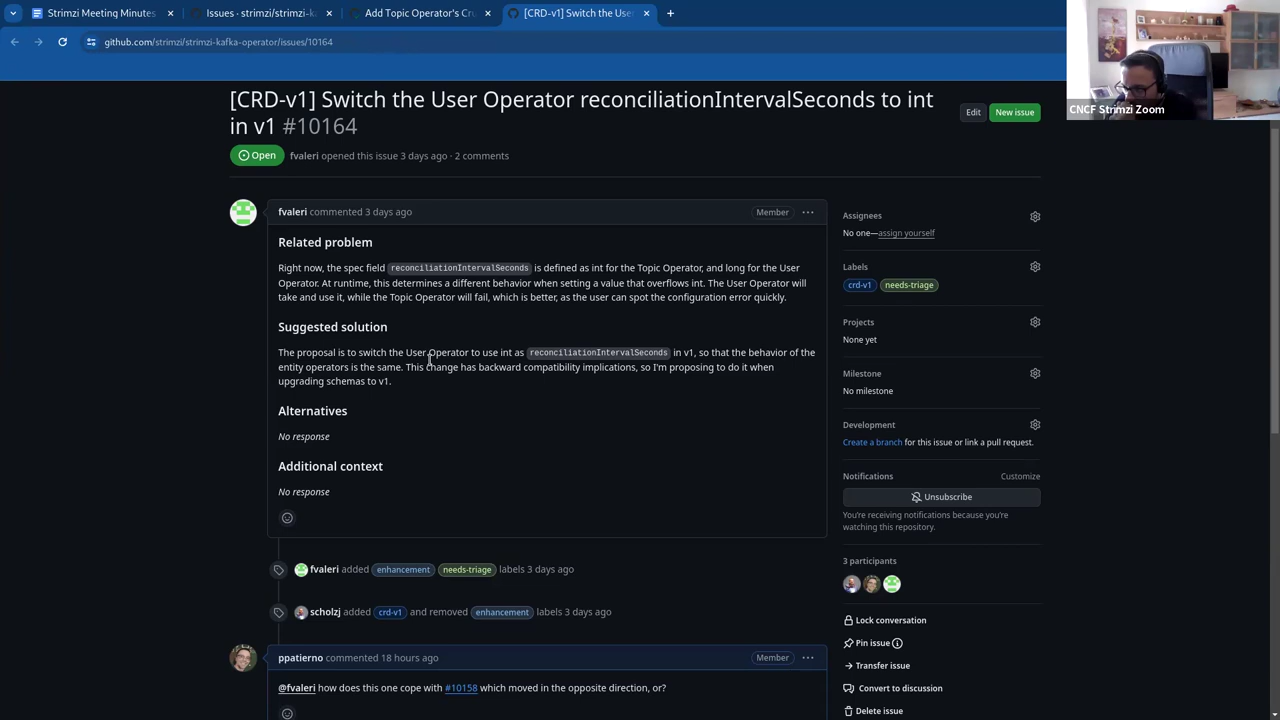 Strimzi Meeting Minutes
Issues · strimzi/strimzi-ka
Add Topic Operator's Cru
[CRD-v1] Switch the User
github.com/strimzi/strimzi-kafka-operator/issues/10164
CNCF Strimzi Zoom
[CRD-v1] Switch the User Operator reconciliationIntervalSeconds to int
in v1 #10164
Edit
New issue
Open
fvaleri opened this issue 3 days ago · 2 comments
fvaleri commented 3 days ago
Member
Related problem
Right now, the spec field reconciliationIntervalSeconds is defined as int for the Topic Operator, and long for the User
Operator. At runtime, this determines a different behavior when setting a value that overflows int. The User Operator will
take and use it, while the Topic Operator will fail, which is better, as the user can spot the configuration error quickly.
Suggested solution
The proposal is to switch the User Operator to use int as reconciliationIntervalSeconds in v1, so that the behavior of the
entity operators is the same. This change has backward compatibility implications, so I'm proposing to do it when
upgrading schemas to v1.
Alternatives
No response
Additional context
No response
fvaleri added enhancement needs-triage labels 3 days ago
scholzj added crd-v1 and removed enhancement labels 3 days ago
ppatierno commented 18 hours ago
Member
@fvaleri how does this one cope with #10158 which moved in the opposite direction, or?
Assignees
No one—assign yourself
Labels
crd-v1
needs-triage
Projects
None yet
Milestone
No milestone
Development
Create a branch for this issue or link a pull request.
Notifications
Customize
Unsubscribe
You're receiving notifications because you're
watching this repository.
3 participants
Lock conversation
Pin issue
Transfer issue
Convert to discussion
Delete issue